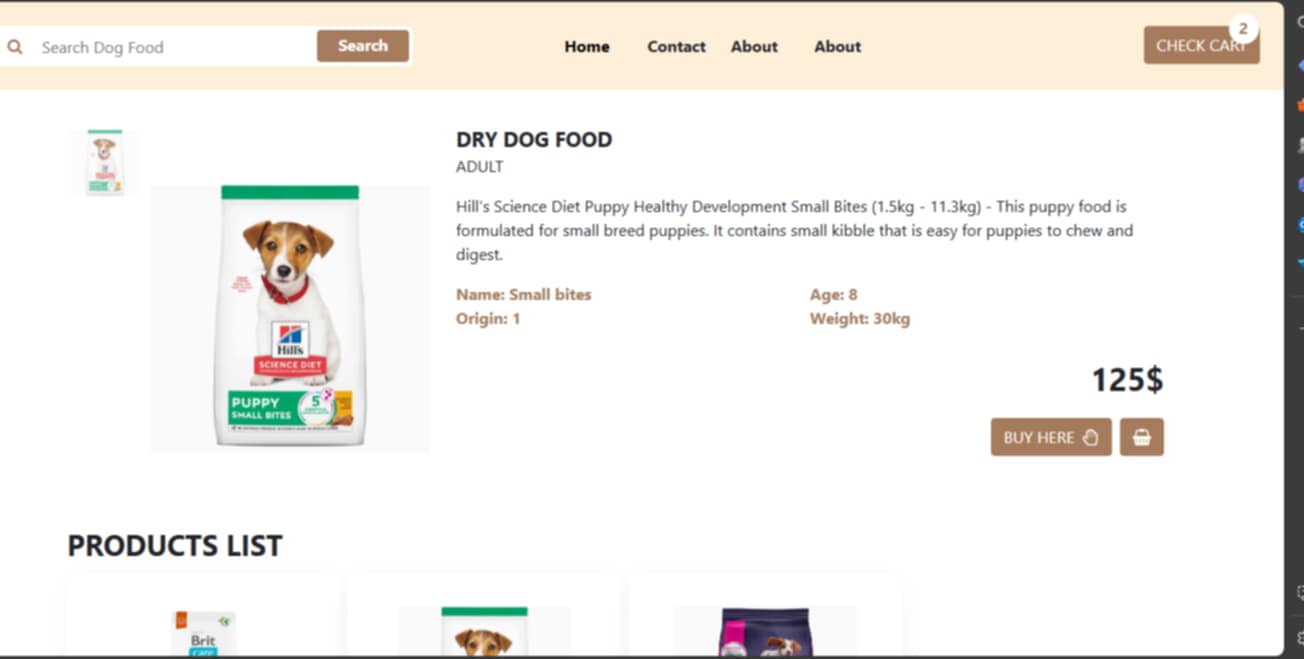 Search Dog Food
Search
Home
Contact
About
About
CHECK CART
2
DRY DOG FOOD
ADULT
Hill's Science Diet Puppy Healthy Development Small Bites (1.5kg - 11.3kg) - This puppy food is
formulated for small breed puppies. It contains small kibble that is easy for puppies to chew and
digest.
Name: Small bites
Age: 8
Origin: 1
Weight: 30kg
125$
BUY HERE
Hill's
SCIENCE DIET
PUPPY
SMALL BITES
5
PRODUCTS LIST
Brit
care